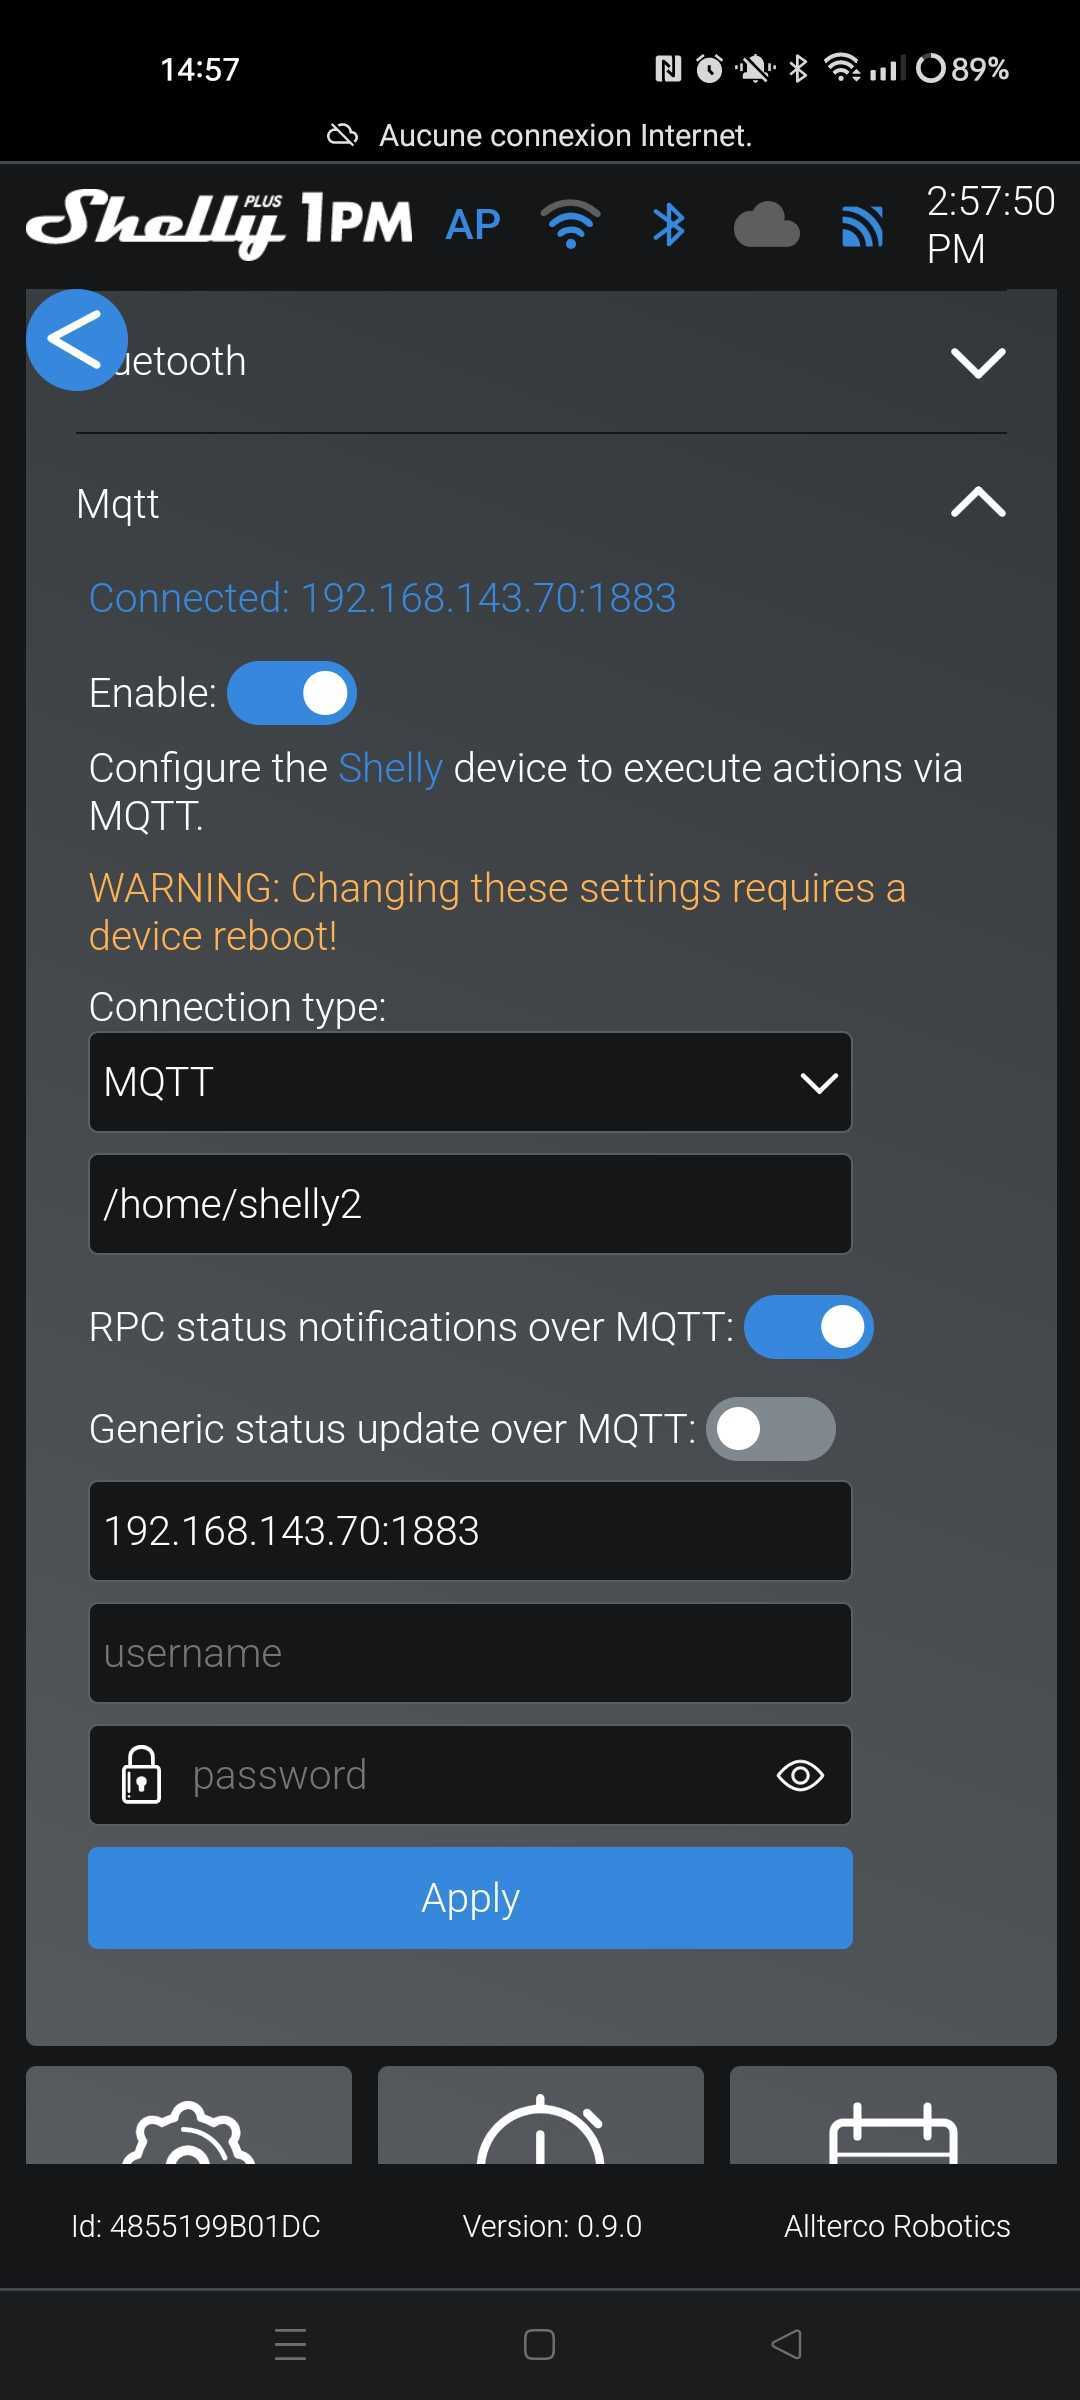 14:57
89%
Aucune connexion Internet.
Shelly PLUS 1PM
AP
2:57:50 PM
uetooth
Mqtt
Connected: 192.168.143.70:1883
Enable:
Configure the Shelly device to execute actions via
MQTT.
WARNING: Changing these settings requires a
device reboot!
Connection type:
MQTT
/home/shelly2
RPC status notifications over MQTT:
Generic status update over MQTT:
192.168.143.70:1883
username
password
Apply
Id: 4855199B01DC
Version: 0.9.0
Allterco Robotics